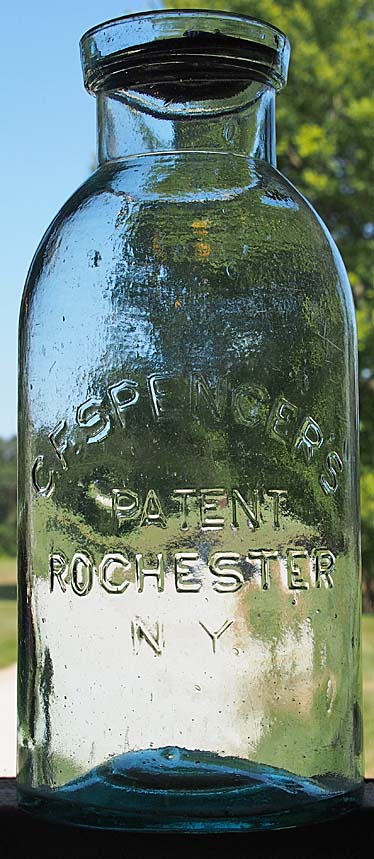 C.F. SPENCER'S
PATENT
ROCHESTER
N.Y.